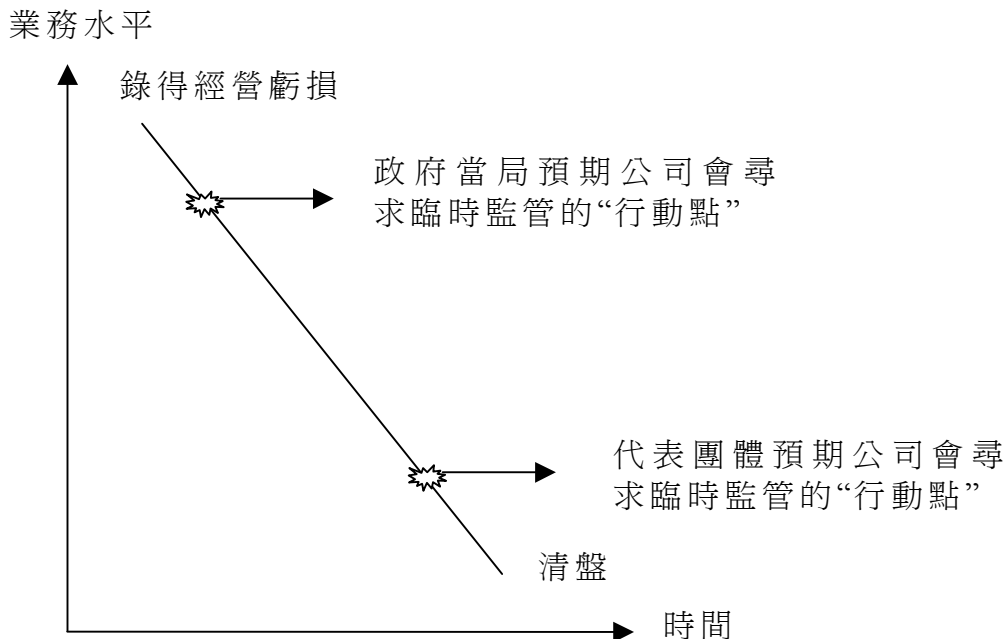 業務水平
錄得經營虧損
政府當局預期公司會尋
求臨時監管的“行動點”
代表團體預期公司會尋
求臨時監管的“行動點”
清盤
時間